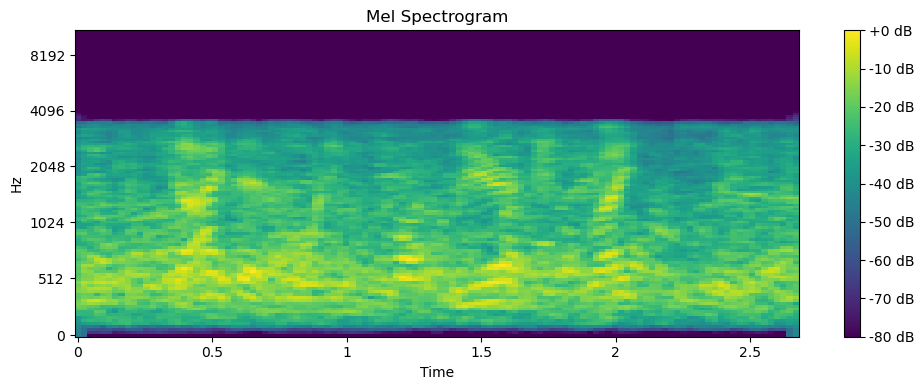 Mel Spectrogram
Hz
8192
4096
2048
1024
512
0
0
0.5
1
1.5
2
2.5
Time
+0 dB
-10 dB
-20 dB
-30 dB
-40 dB
-50 dB
-60 dB
-70 dB
-80 dB